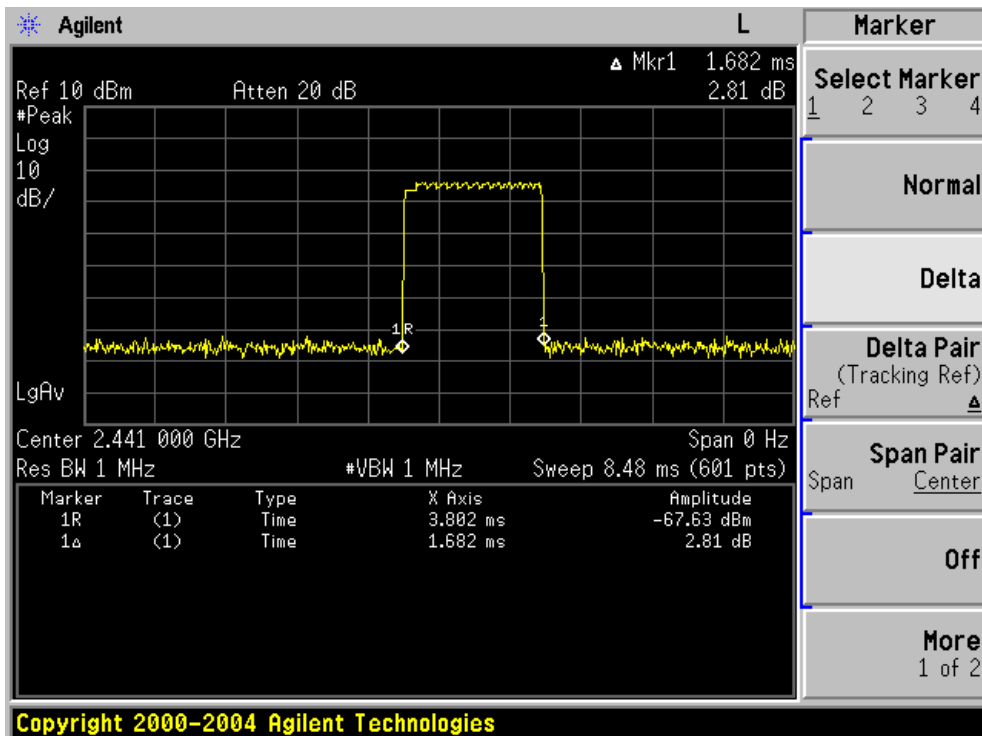 Agilent L Marker
Δ Mkr1 1.682 ms
Ref 10 dBm Atten 20 dB 2.81 dB
#Peak
Log
10
dB/
1R
1
LgAv
Center 2.441 000 GHz Span 0 Hz
Res BW 1 MHz #VBW 1 MHz Sweep 8.48 ms (601 pts)
Marker Trace Type X Axis Amplitude
1R (1) Time 3.802 ms -67.63 dBm
1Δ (1) Time 1.682 ms 2.81 dB
Select Marker
1 2 3 4
Normal
Delta
Delta Pair
(Tracking Ref)
Ref Δ
Span Pair
Span Center
Off
More
1 of 2
Copyright 2000-2004 Agilent Technologies